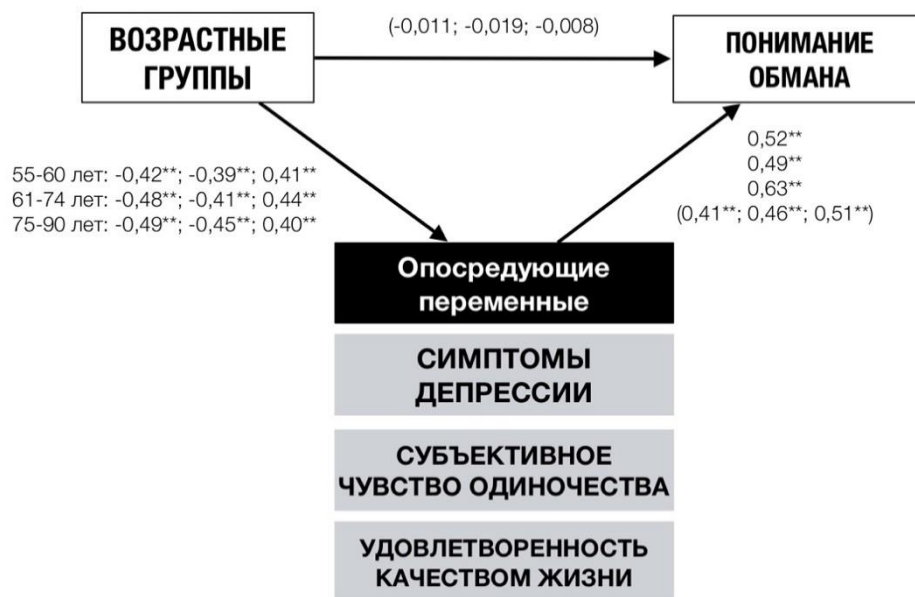 ВОЗРАСТНЫЕ
ГРУППЫ
(-0,011; -0,019; -0,008)
ПОНИМАНИЕ
ОБМАНА
55-60 лет: -0,42**; -0,39**; 0,41**
61-74 лет: -0,48**; -0,41**; 0,44**
75-90 лет: -0,49**; -0,45**; 0,40**
0,52**
0,49**
0,63**
(0,41**; 0,46**; 0,51**)
Опосредующие
переменные
СИМПТОМЫ
ДЕПРЕССИИ
СУБЪЕКТИВНОЕ
ЧУВСТВО ОДИНОЧЕСТВА
УДОВЛЕТВОРЕННОСТЬ
КАЧЕСТВОМ ЖИЗНИ